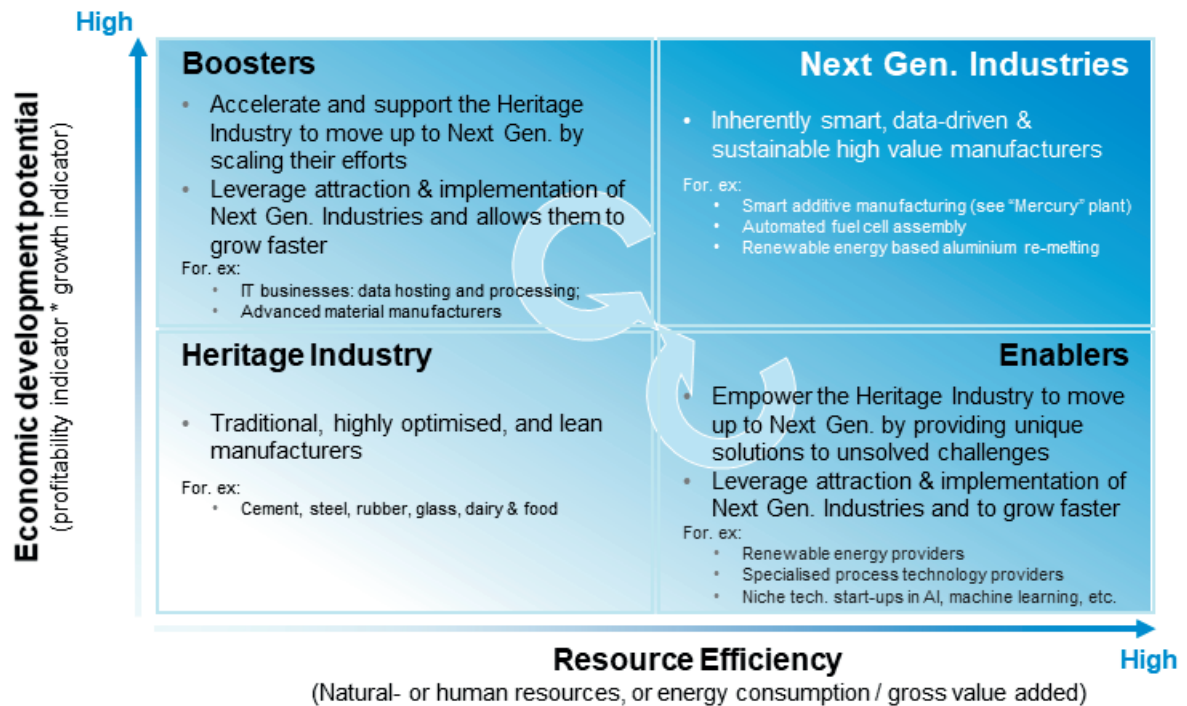 High
Economic development potential
(profitability indicator * growth indicator)
Boosters
• Accelerate and support the Heritage
Industry to move up to Next Gen. by
scaling their efforts
• Leverage attraction & implementation of
Next Gen. Industries and allows them to
grow faster
For. ex:
• IT businesses: data hosting and processing;
• Advanced material manufacturers
Next Gen. Industries
• Inherently smart, data-driven &
sustainable high value manufacturers
For. ex:
• Smart additive manufacturing (see “Mercury” plant)
• Automated fuel cell assembly
• Renewable energy based aluminium re-melting
Heritage Industry
• Traditional, highly optimised, and lean
manufacturers
For. ex:
• Cement, steel, rubber, glass, dairy & food
Enablers
• Empower the Heritage Industry to move
up to Next Gen. by providing unique
solutions to unsolved challenges
• Leverage attraction & implementation of
Next Gen. Industries and to grow faster
For. ex:
• Renewable energy providers
• Specialised process technology providers
• Niche tech. start-ups in AI, machine learning, etc.
Resource Efficiency
High
(Natural- or human resources, or energy consumption / gross value added)